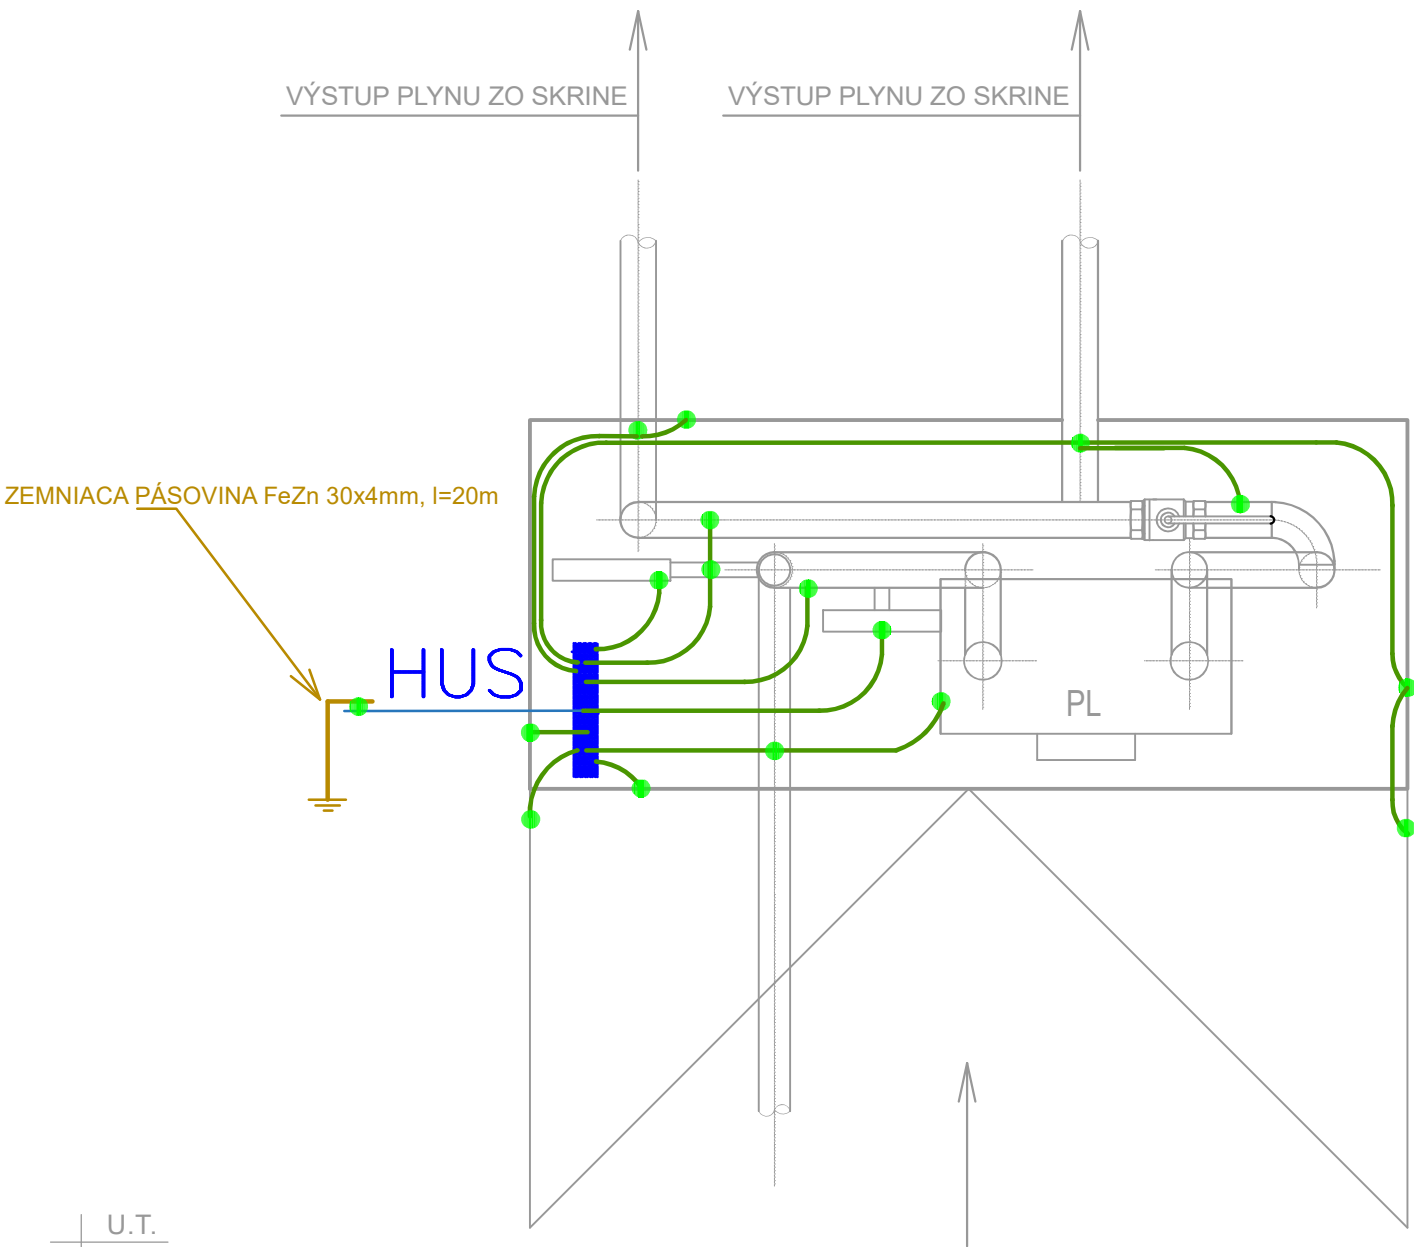 VÝSTUP PLYNU ZO SKRINE
VÝSTUP PLYNU ZO SKRINE
ZEMNIACA PÁSOVINA FeZn 30x4mm, l=20m
HUS
PL
U.T.